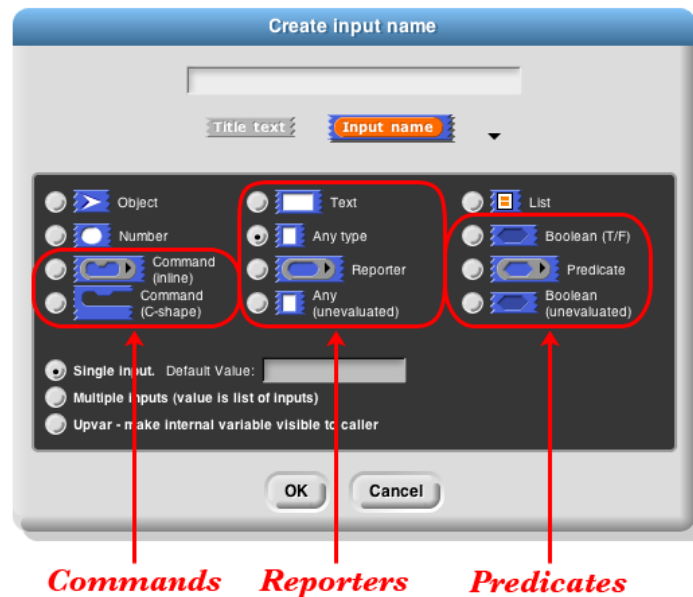 Create input name
Title text Input name
Object Text List
Number Any type Boolean (T/F)
Command (inline) Reporter Predicate
Command (C-shape) Any (unevaluated) Boolean (unevaluated)
Single input. Default Value:
Multiple inputs (value is list of inputs)
Upvar - make internal variable visible to caller
OK Cancel
Commands Reporters Predicates